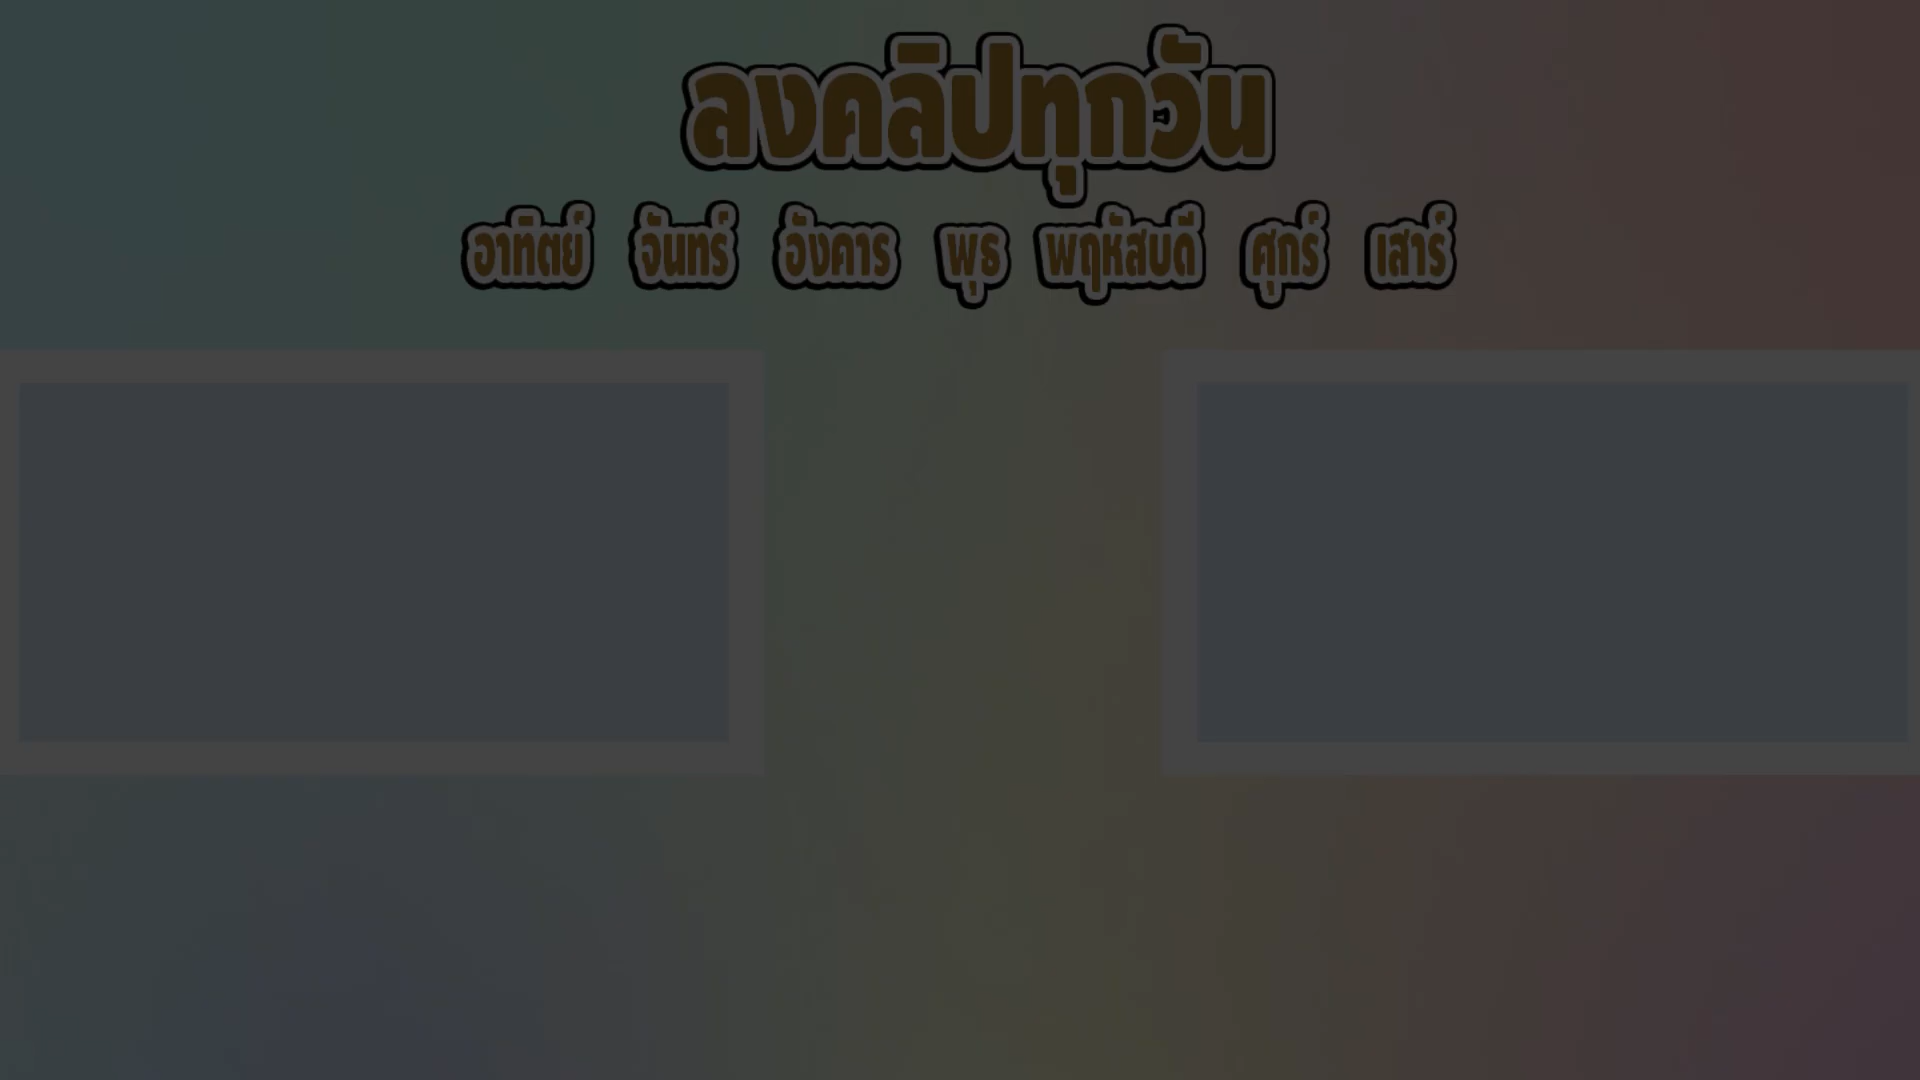 ลงคลิปทุกวัน
อาทิตย์ จันทร์ อังคาร พุธ พฤหัสบดี ศุกร์ เสาร์